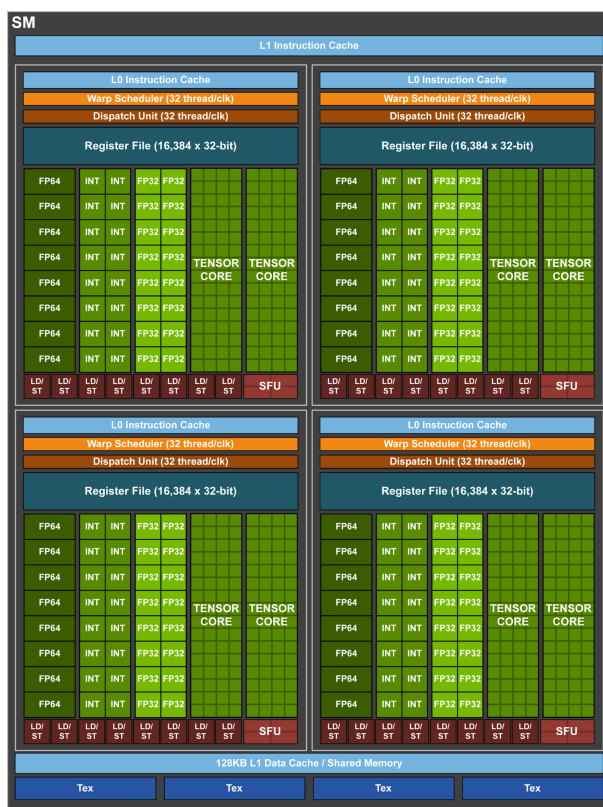 SM
L1 Instruction Cache
L0 Instruction Cache
Warp Scheduler (32 thread/clk)
Dispatch Unit (32 thread/clk)
Register File (16,384 x 32-bit)
FP64 INT INT FP32 FP32
FP64 INT INT FP32 FP32
FP64 INT INT FP32 FP32
FP64 INT INT FP32 FP32
TENSOR TENSOR
CORE CORE
FP64 INT INT FP32 FP32
FP64 INT INT FP32 FP32
FP64 INT INT FP32 FP32
FP64 INT INT FP32 FP32
LD/ LD/ LD/ LD/ LD/ LD/ LD/ LD/
ST ST ST ST ST ST ST ST
SFU
L0 Instruction Cache
Warp Scheduler (32 thread/clk)
Dispatch Unit (32 thread/clk)
Register File (16,384 x 32-bit)
FP64 INT INT FP32 FP32
FP64 INT INT FP32 FP32
FP64 INT INT FP32 FP32
FP64 INT INT FP32 FP32
TENSOR TENSOR
CORE CORE
FP64 INT INT FP32 FP32
FP64 INT INT FP32 FP32
FP64 INT INT FP32 FP32
FP64 INT INT FP32 FP32
LD/ LD/ LD/ LD/ LD/ LD/ LD/ LD/
ST ST ST ST ST ST ST ST
SFU
L0 Instruction Cache
Warp Scheduler (32 thread/clk)
Dispatch Unit (32 thread/clk)
Register File (16,384 x 32-bit)
FP64 INT INT FP32 FP32
FP64 INT INT FP32 FP32
FP64 INT INT FP32 FP32
FP64 INT INT FP32 FP32
TENSOR TENSOR
CORE CORE
FP64 INT INT FP32 FP32
FP64 INT INT FP32 FP32
FP64 INT INT FP32 FP32
FP64 INT INT FP32 FP32
LD/ LD/ LD/ LD/ LD/ LD/ LD/ LD/
ST ST ST ST ST ST ST ST
SFU
L0 Instruction Cache
Warp Scheduler (32 thread/clk)
Dispatch Unit (32 thread/clk)
Register File (16,384 x 32-bit)
FP64 INT INT FP32 FP32
FP64 INT INT FP32 FP32
FP64 INT INT FP32 FP32
FP64 INT INT FP32 FP32
TENSOR TENSOR
CORE CORE
FP64 INT INT FP32 FP32
FP64 INT INT FP32 FP32
FP64 INT INT FP32 FP32
FP64 INT INT FP32 FP32
LD/ LD/ LD/ LD/ LD/ LD/ LD/ LD/
ST ST ST ST ST ST ST ST
SFU
128KB L1 Data Cache / Shared Memory
Tex Tex Tex Tex